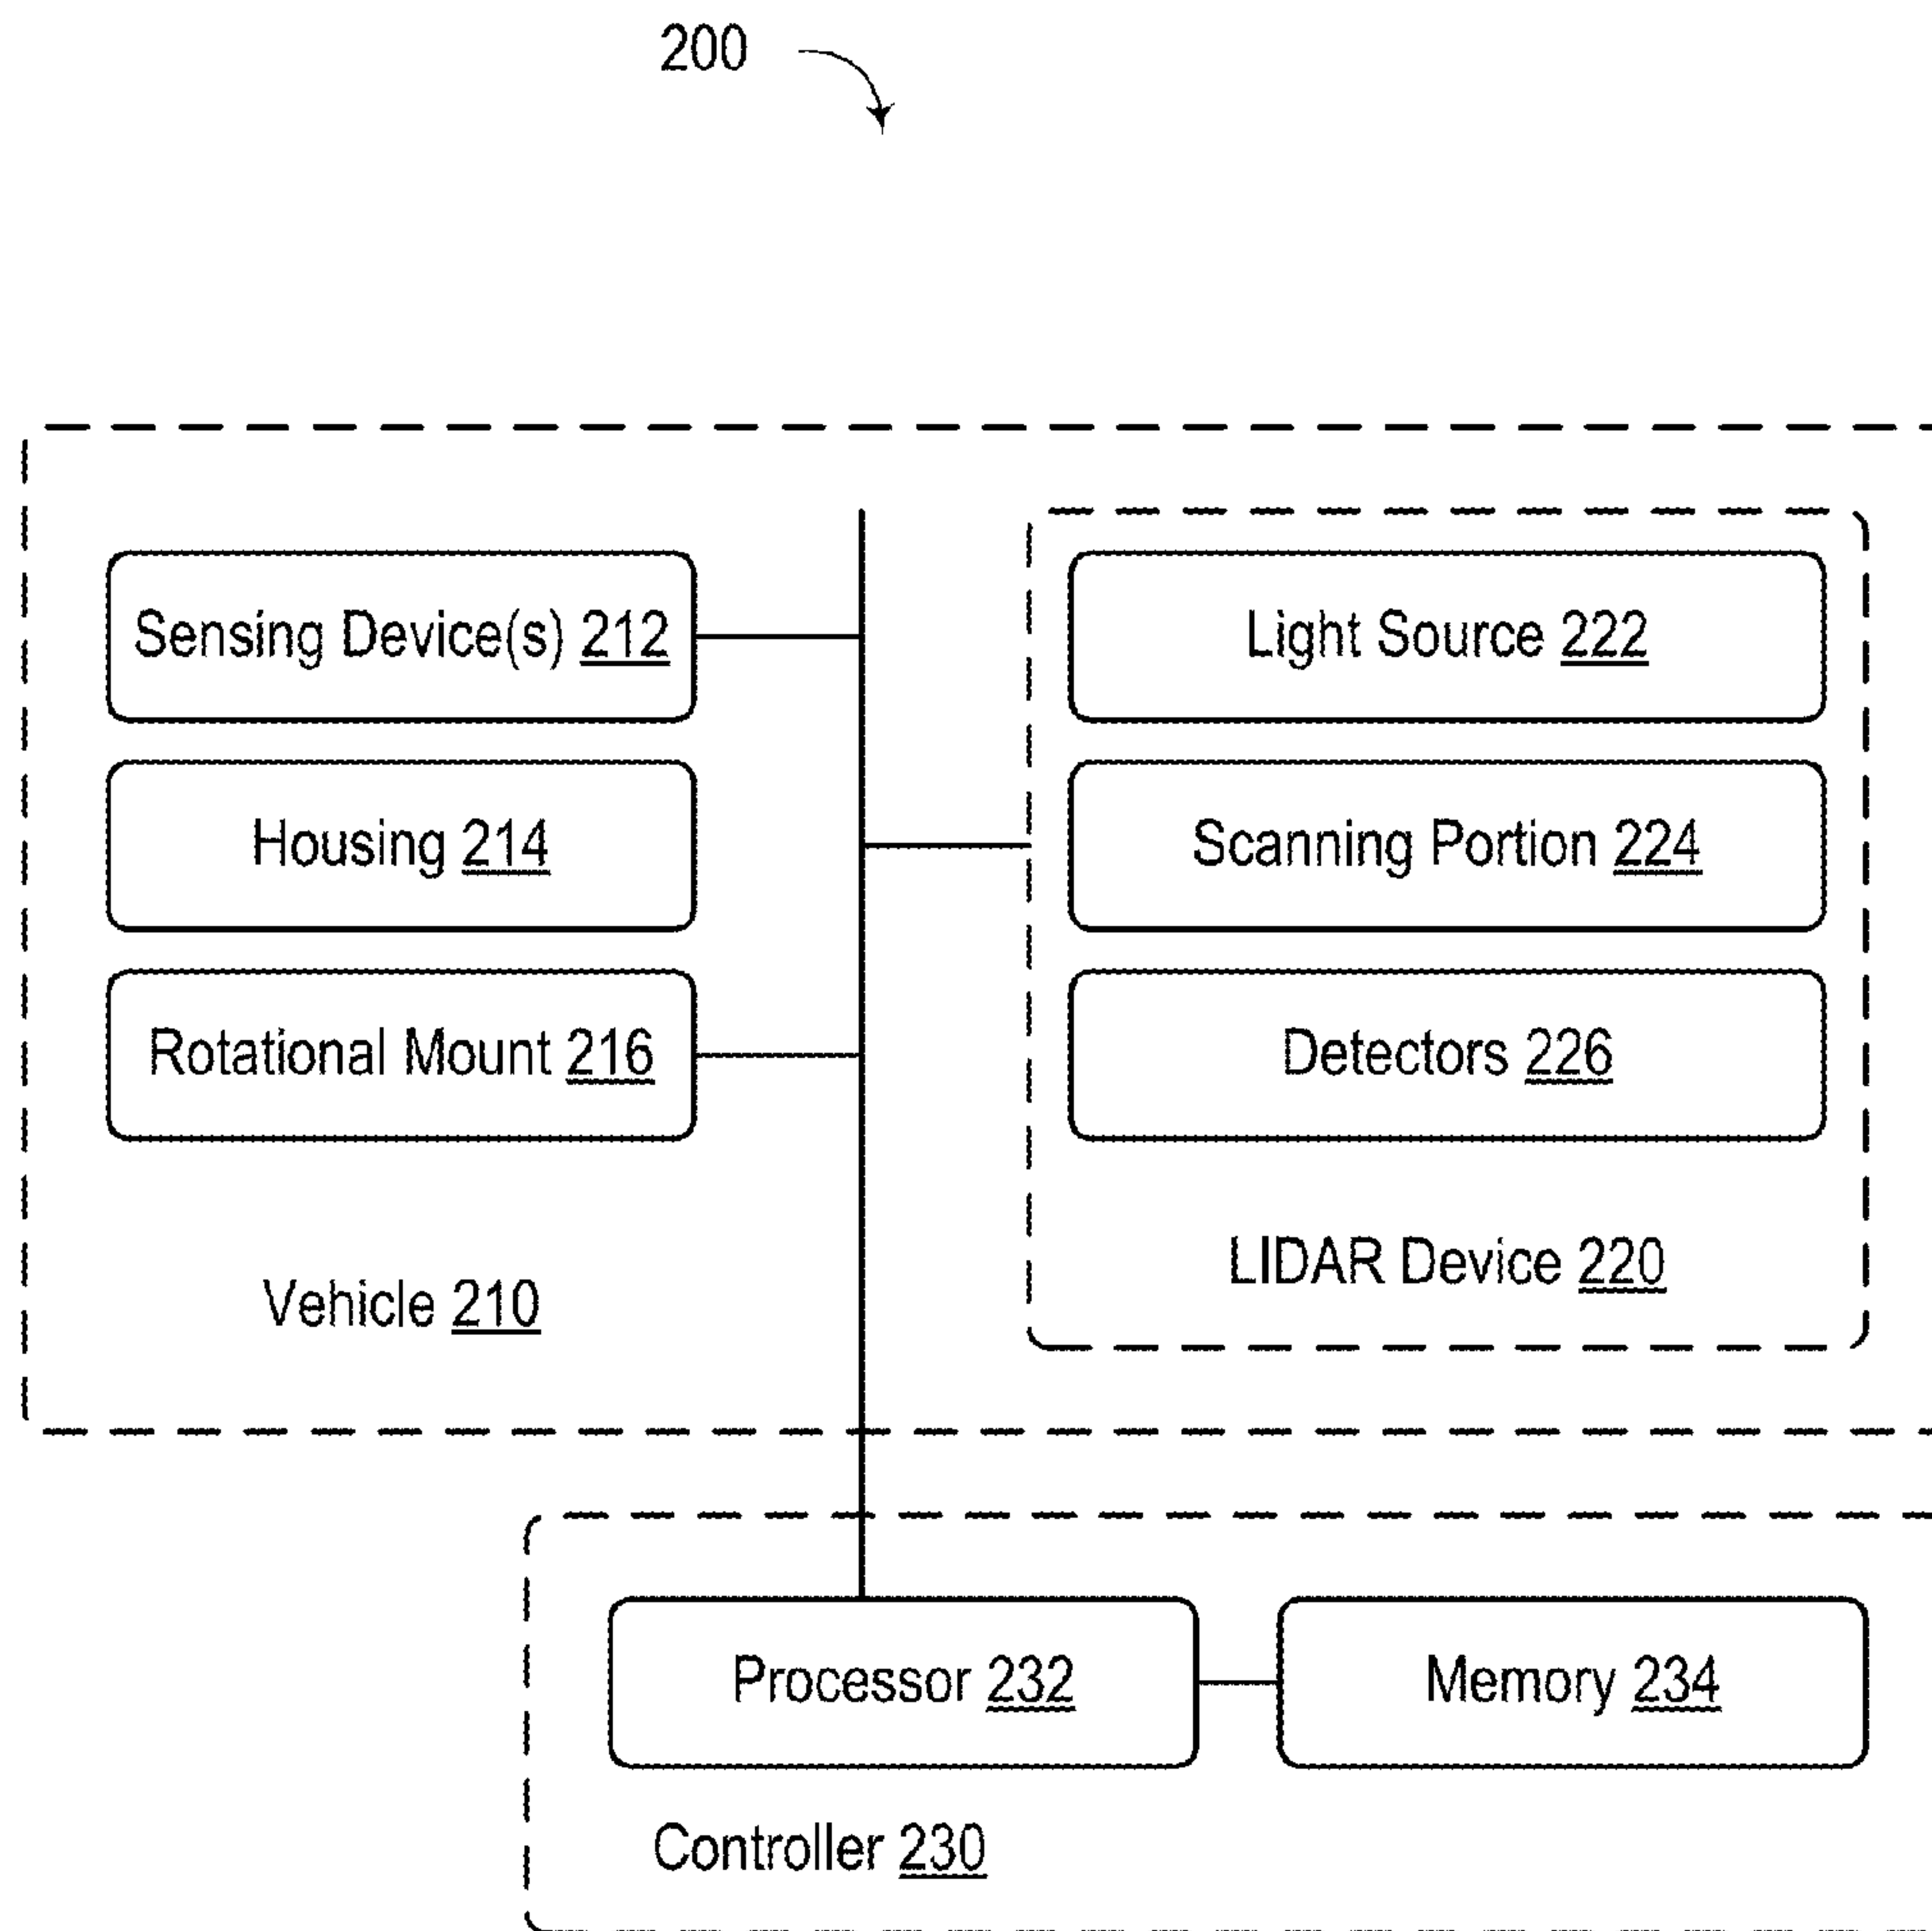 200
Sensing Device(s) 212
Housing 214
Rotational Mount 216
Vehicle 210
Light Source 222
Scanning Portion 224
Detectors 226
LIDAR Device 220
Processor 232
Memory 234
Controller 230